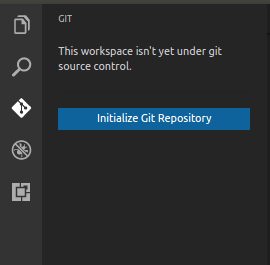 GIT
This workspace isn't yet under git
source control.
Initialize Git Repository